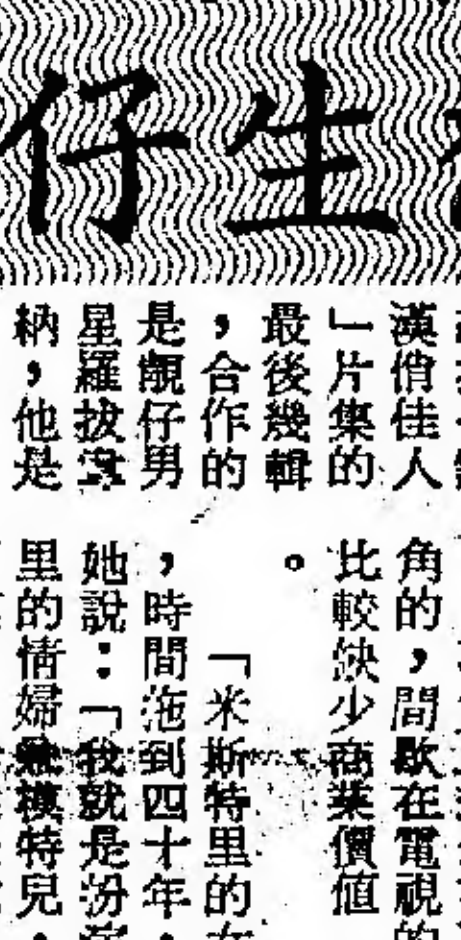 生仔
漢俏佳人
」片集的
最後幾輯
，合作的
是靚仔男
星羅拔
納，他是
角的，間歇在電視的
比較缺少商業價值
。
「米斯特里的
，時間拖到四十年，
她說：「我就是扮演
里的情婦兼模特兒，